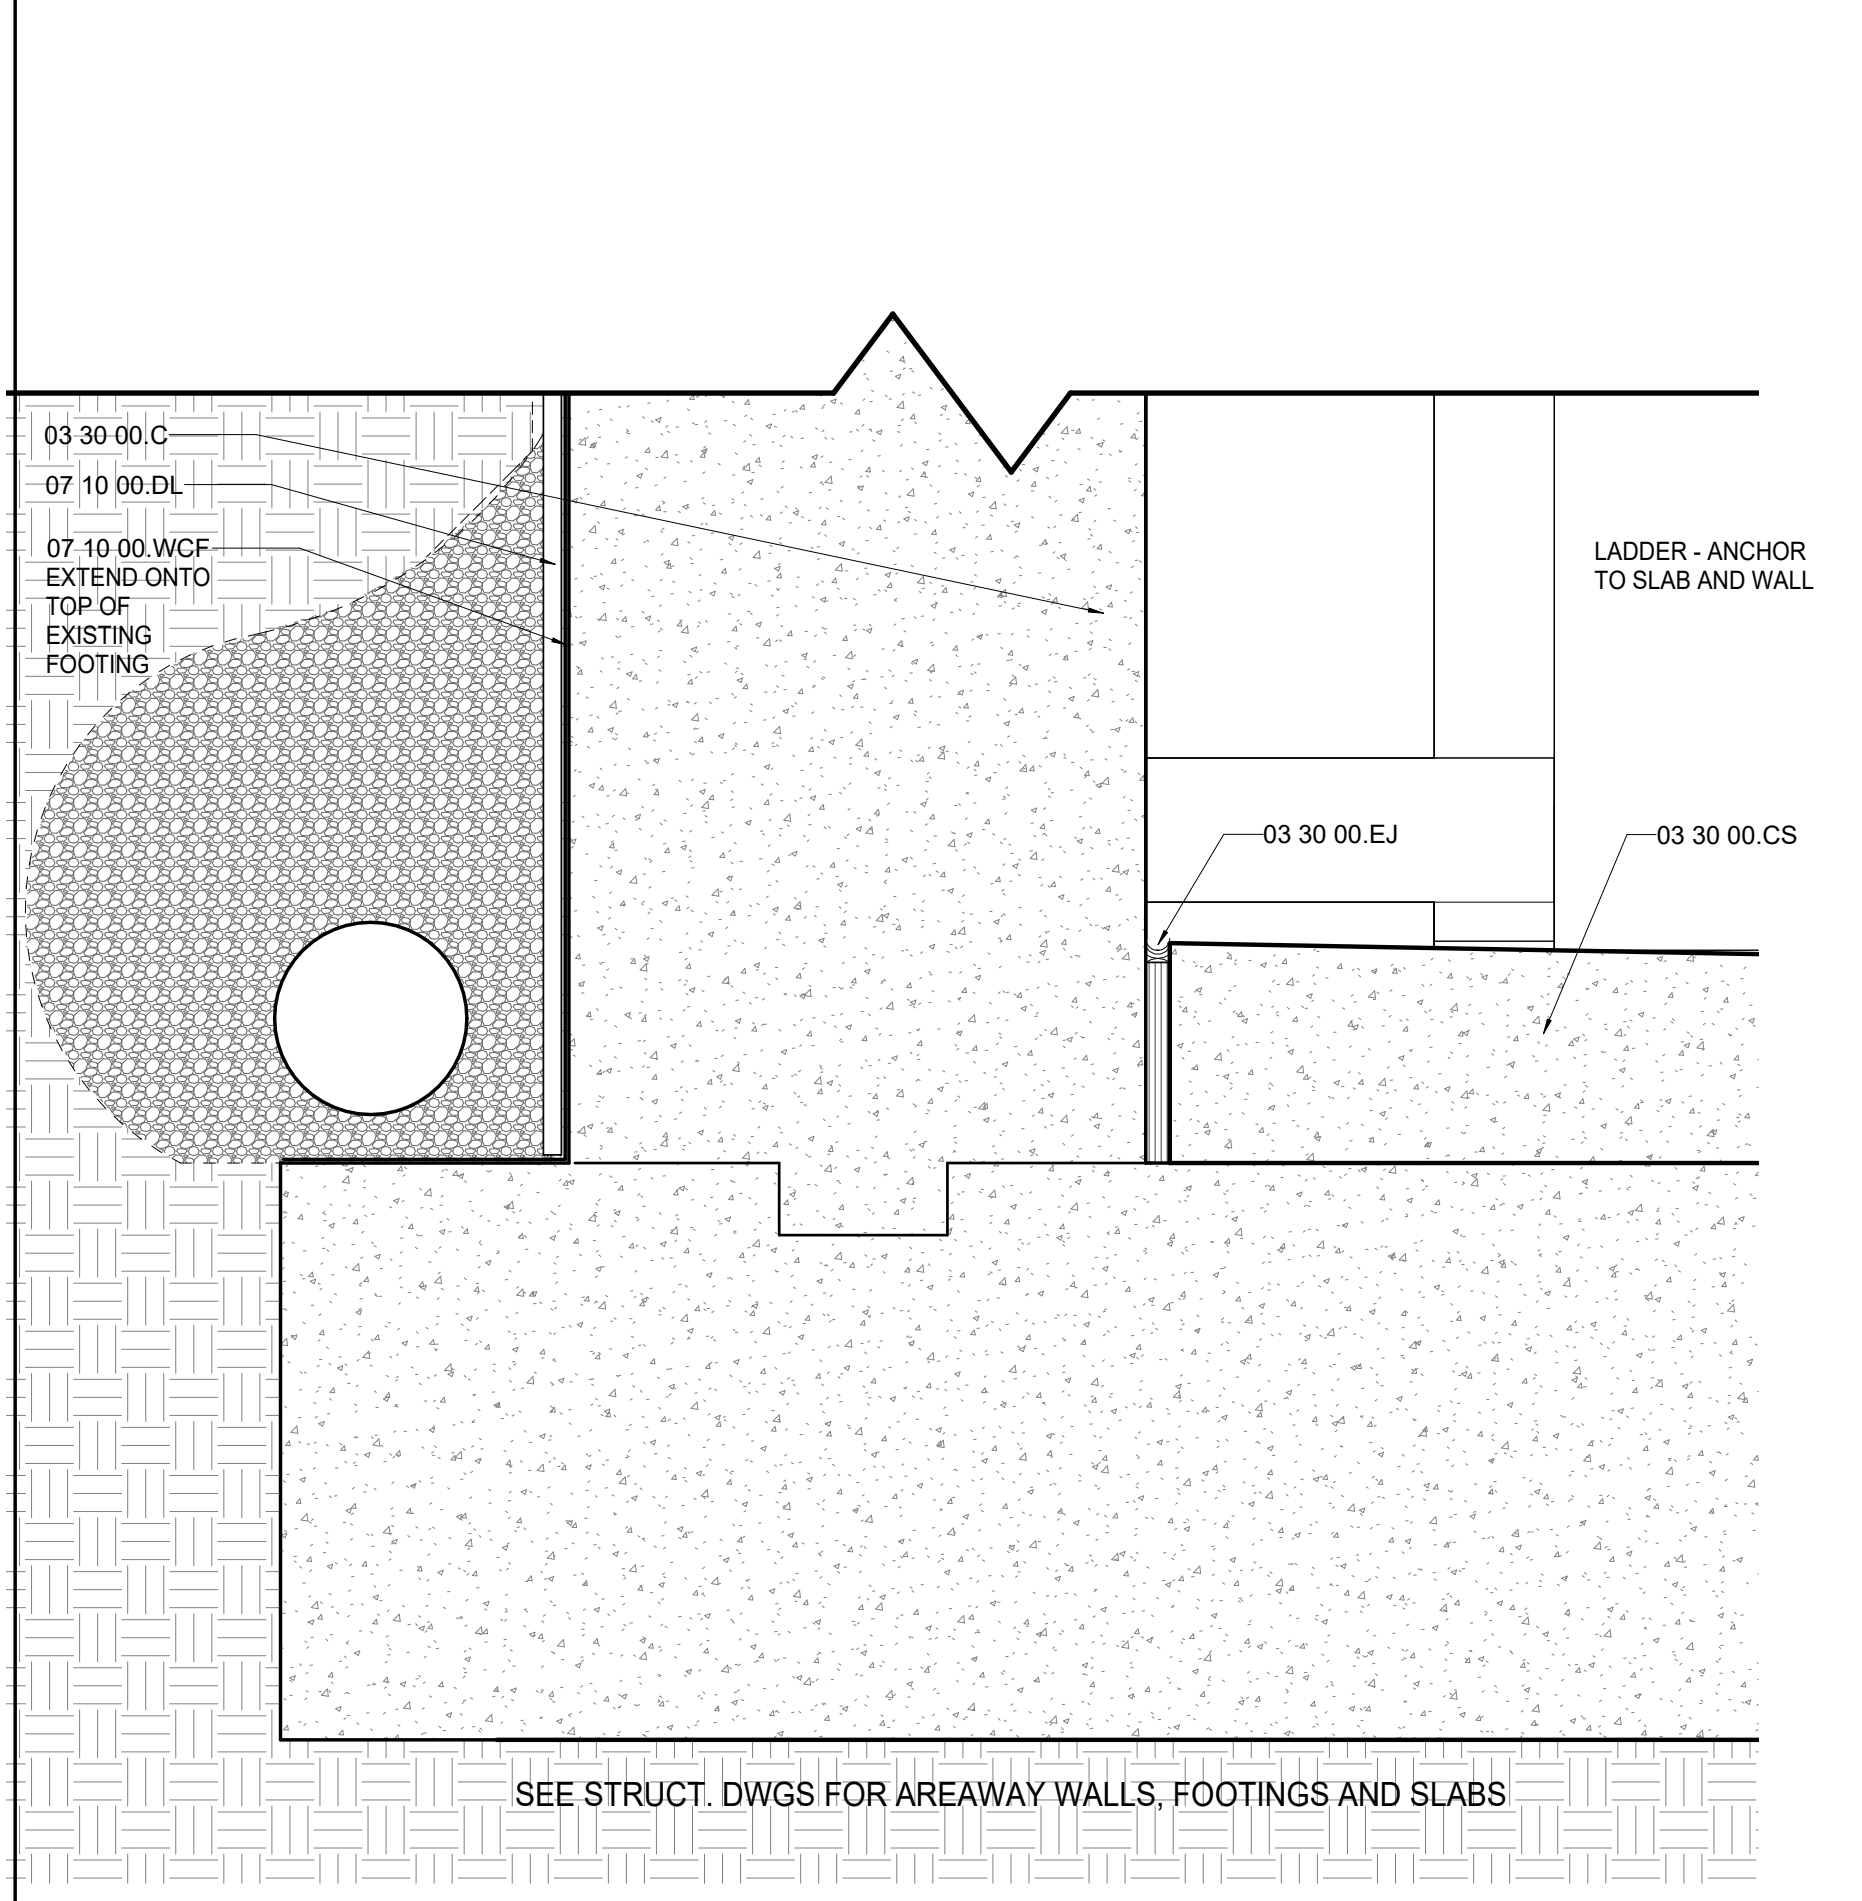 03 30 00.C
07 10 00.DL
07 10 00.WCF
EXTEND ONTO
TOP OF
EXISTING
FOOTING
LADDER - ANCHOR
TO SLAB AND WALL
03 30 00.EJ
03 30 00.CS
SEE STRUCT. DWGS FOR AREAWAY WALLS, FOOTINGS AND SLABS